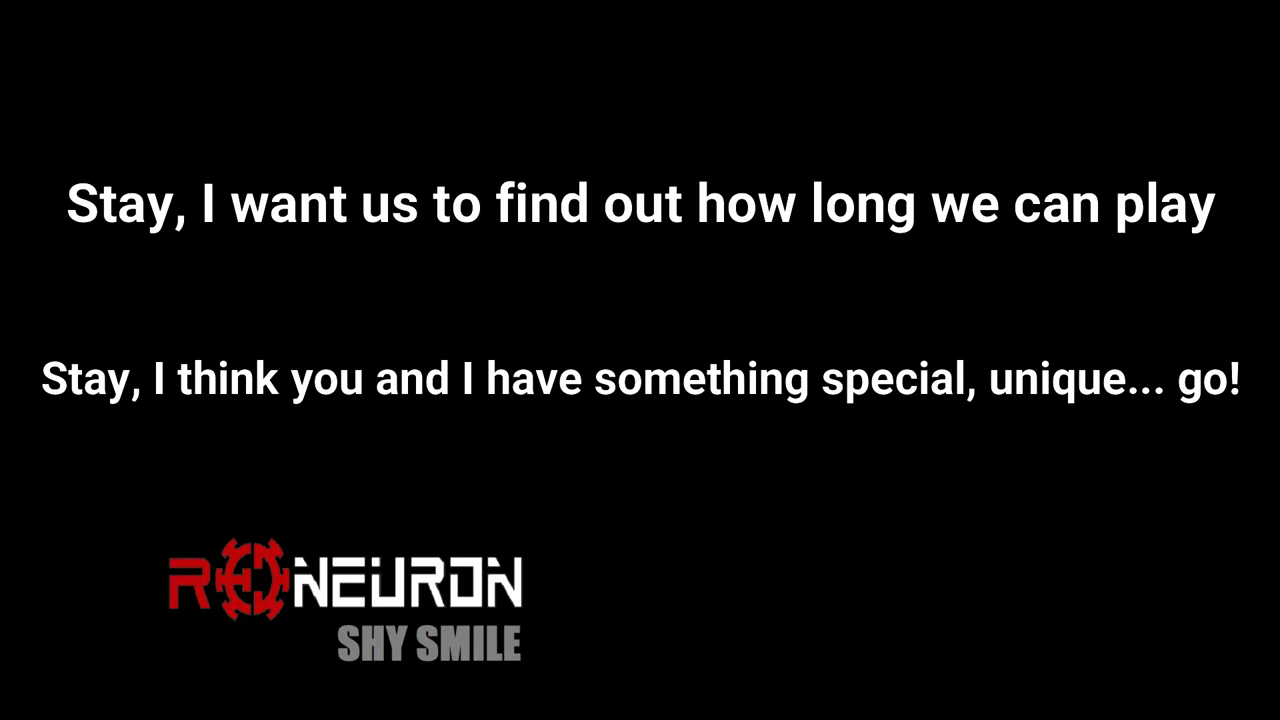 Stay, I want us to find out how long we can play
Stay, I think you and I have something special, unique... go!
RONEURON
SHY SMILE